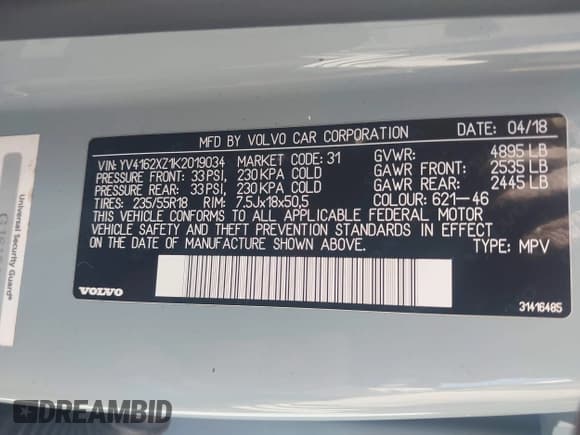 MFD BY VOLVO CAR CORPORATION DATE: 04/18
VIN: YV4162XZ1K2019034 MARKET CODE: 31 GVWR: 4895 LB
PRESSURE FRONT: 33 PSI, 230 KPA COLD GAWR FRONT: 2535 LB
PRESSURE REAR: 33 PSI, 230 KPA COLD GAWR REAR: 2445 LB
TIRES: 235/55R18 RIM: 7,5Jx18x50,5 COLOUR: 621-46
THIS VEHICLE CONFORMS TO ALL APPLICABLE FEDERAL MOTOR
VEHICLE SAFETY AND THEFT PREVENTION STANDARDS IN EFFECT
ON THE DATE OF MANUFACTURE SHOWN ABOVE. TYPE: MPV
VOLVO
31416485
Universal Security Guard®
DREAMBID